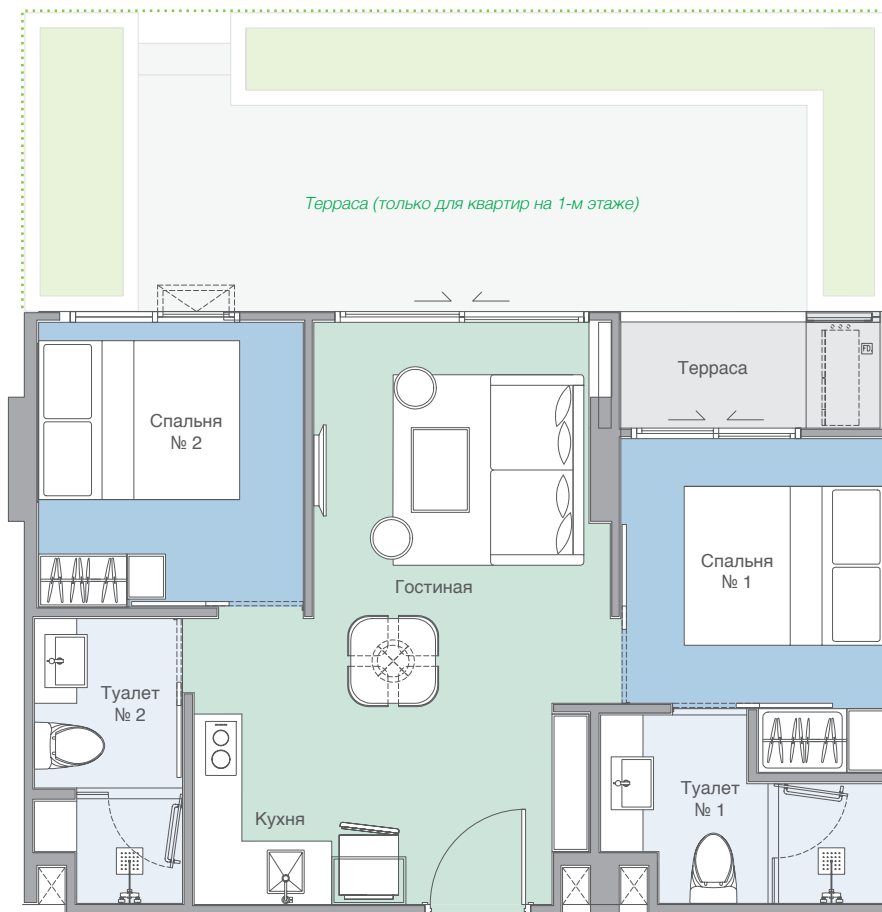 Терраса (только для квартир на 1-м этаже)
Терраса
FD.
Спальня
№ 2
Спальня
№ 1
Гостиная
Туалет
№ 2
Туалет
№ 1
Кухня